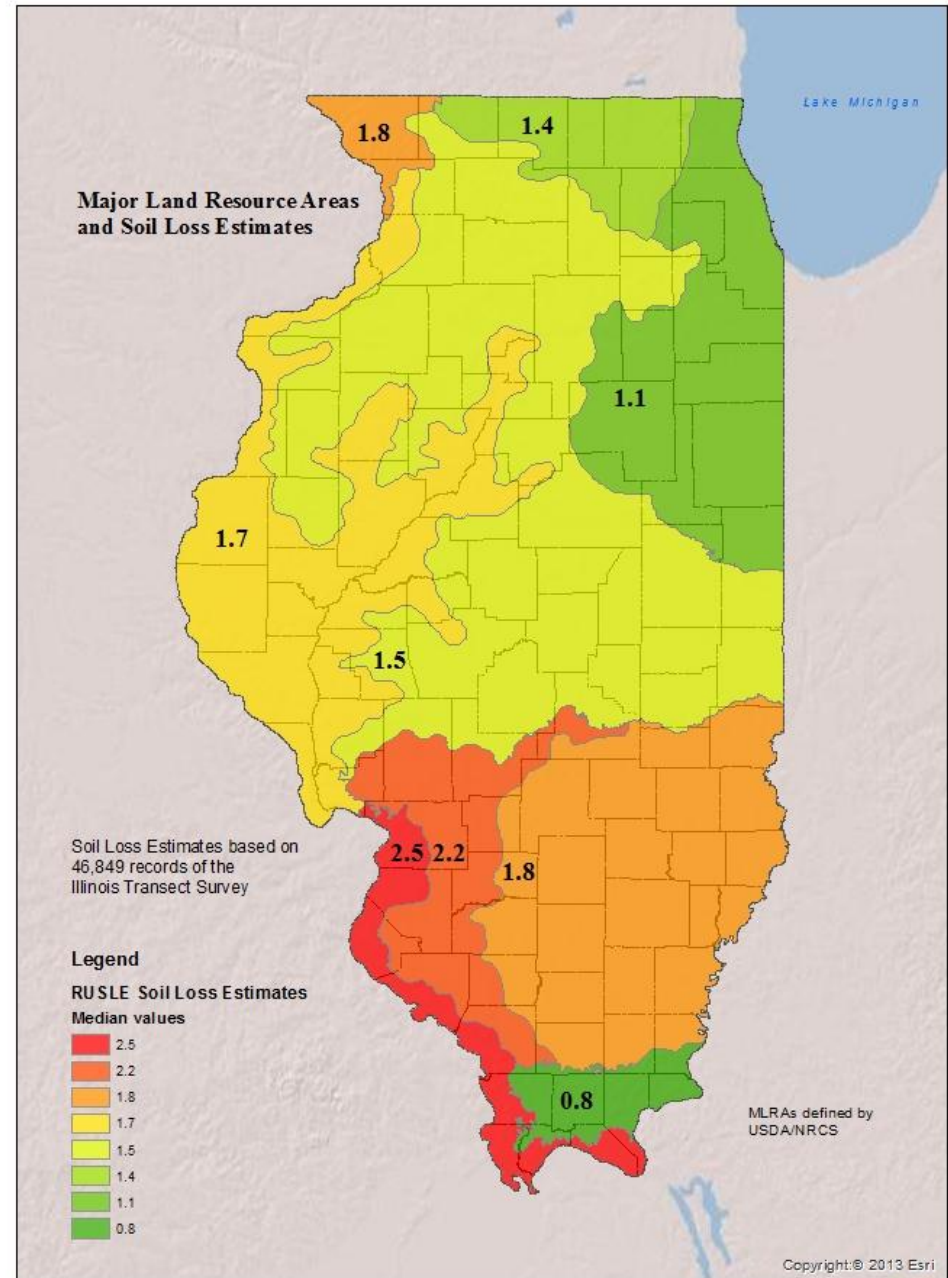 Lake Michigan
1.8
1.4
Major Land Resource Areas
and Soil Loss Estimates
1.1
1.7
1.5
2.5
2.2
1.8
Soil Loss Estimates based on
46,849 records of the
Illinois Transect Survey
Legend
RUSLE Soil Loss Estimates
Median values
2.5
2.2
1.8
1.7
1.5
1.4
1.1
0.8
0.8
MLRAs defined by
USDA/NRCS
Copyright:© 2013 Esri